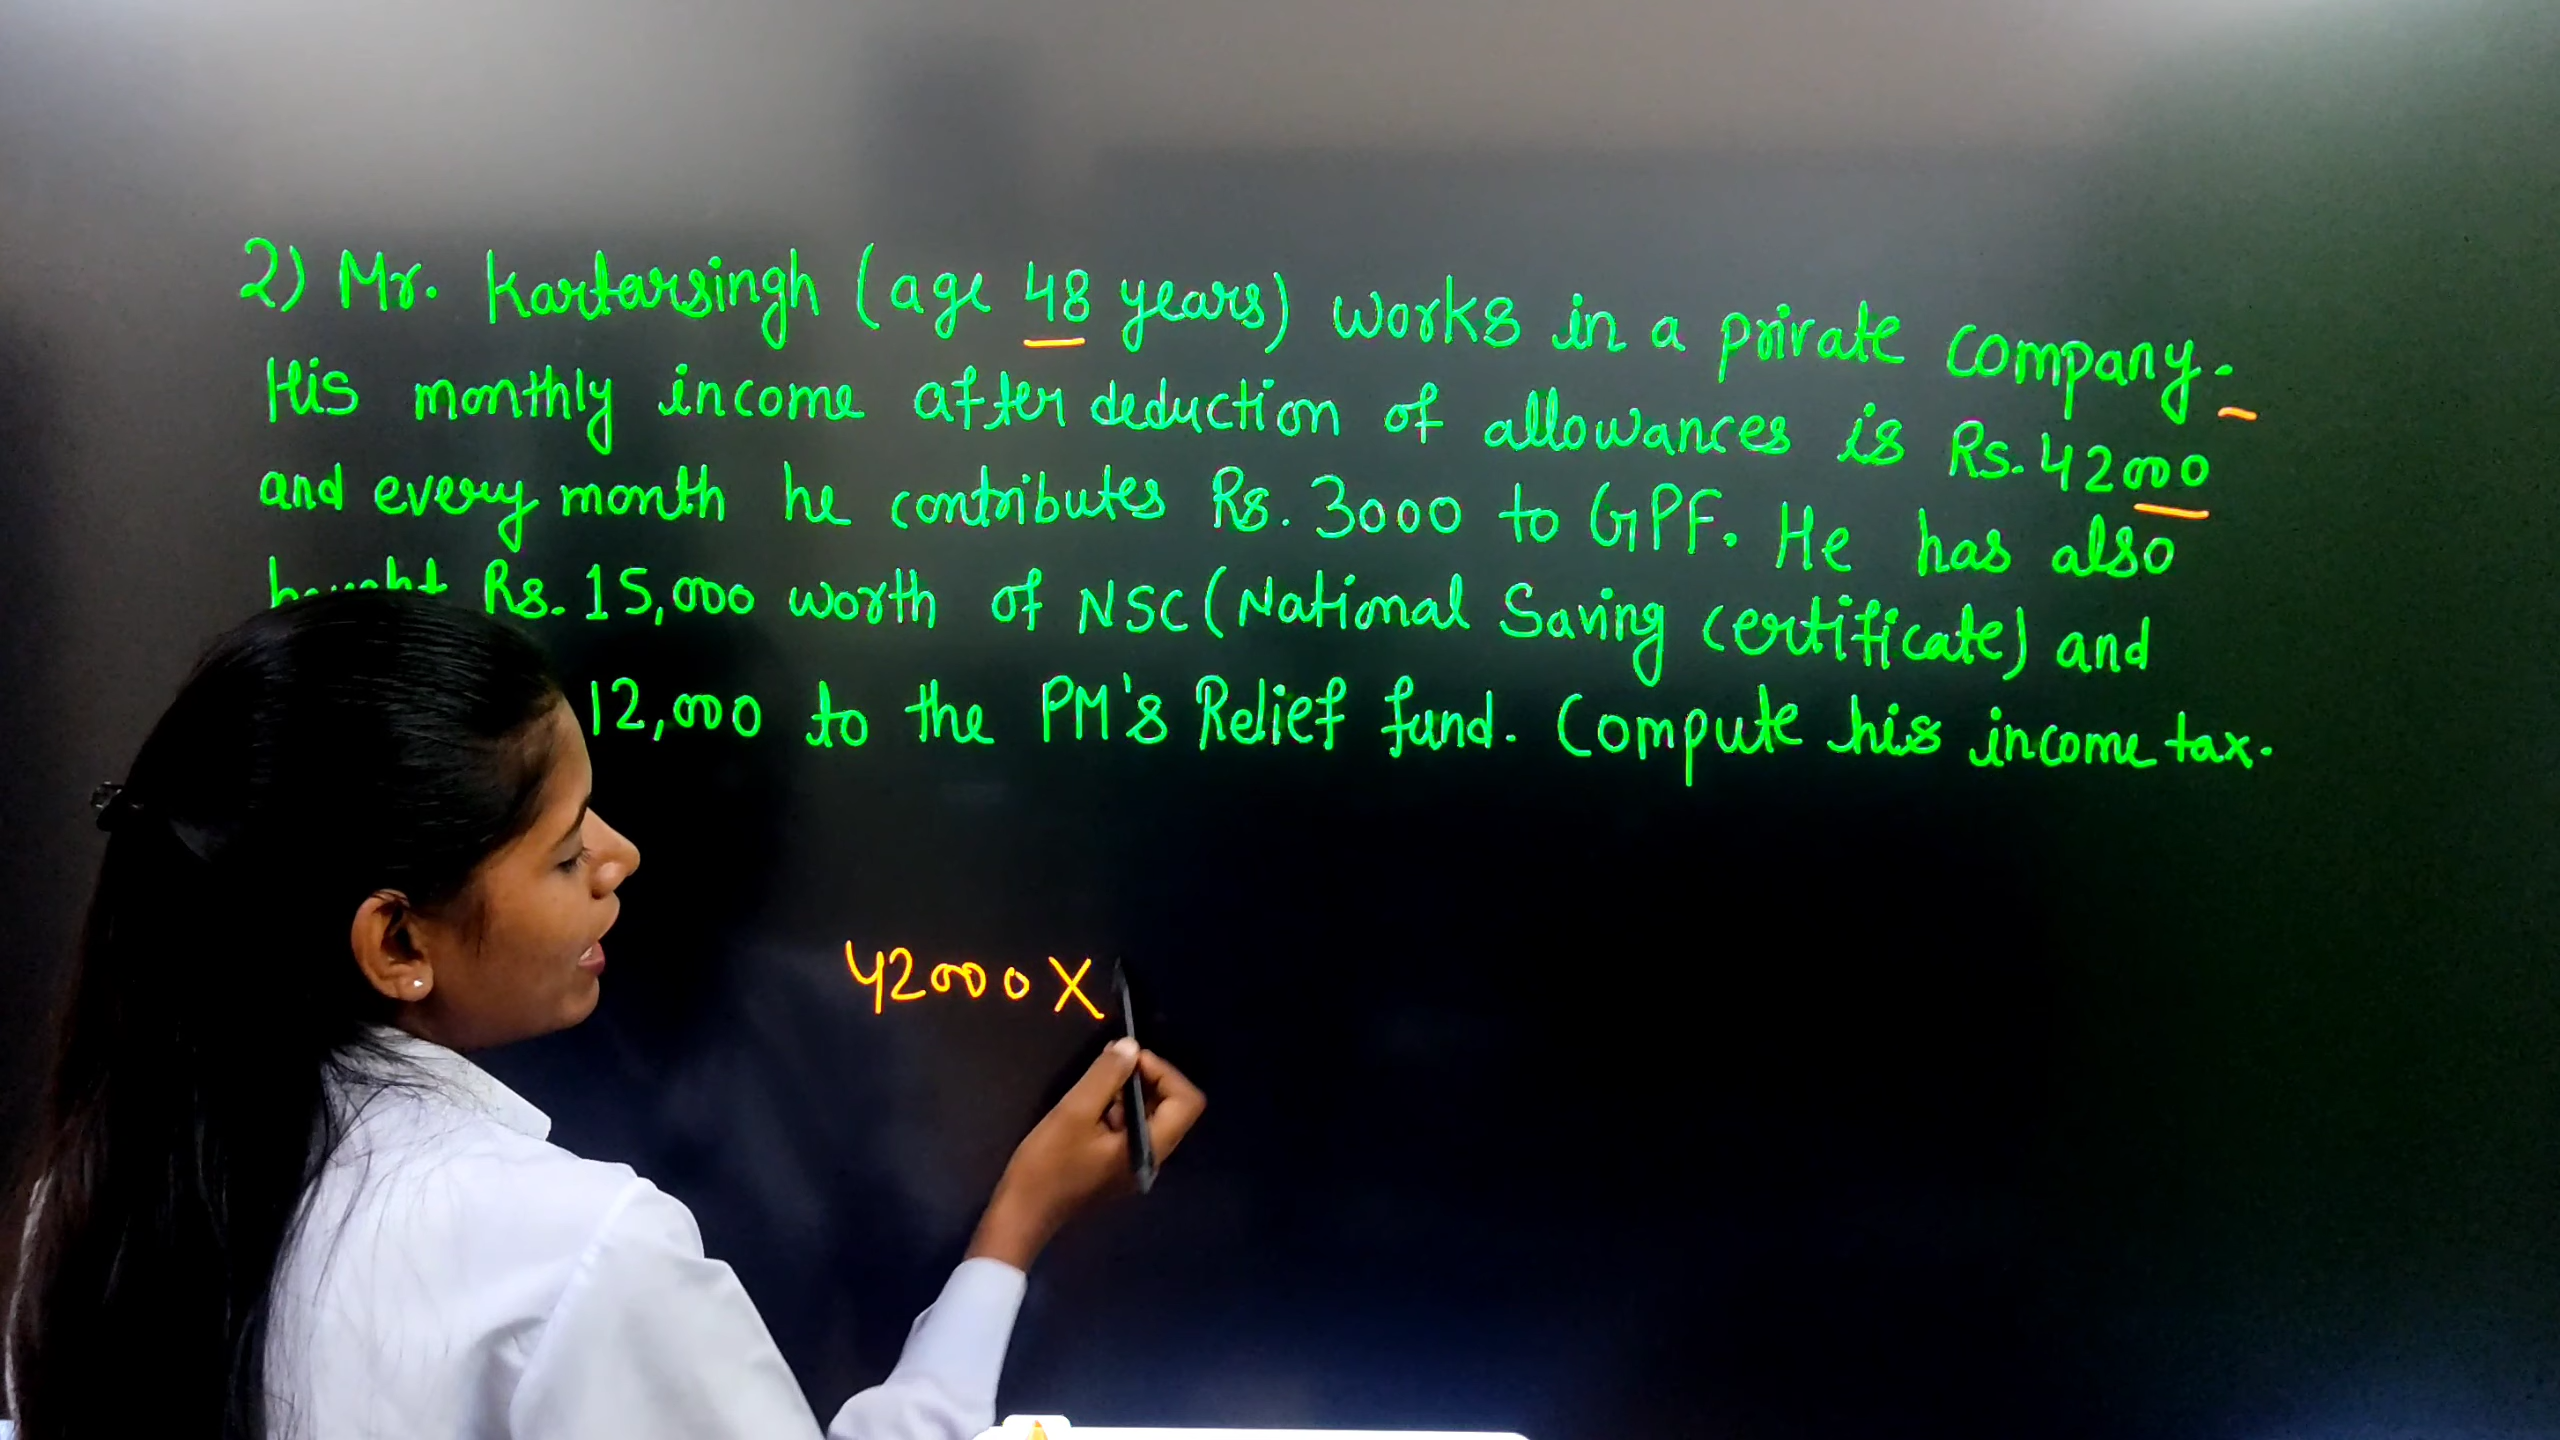 2) Mr. Kartarsingh (age 48 years) works in a private company.
His monthly income after deduction of allowances is Rs. 42000
and every month he contributes Rs. 3000 to GPF. He has also
Rs. 15,000 worth of NSC (National Saving Certificate) and
12,000 to the PM's Relief fund. Compute his income tax.
42000 X